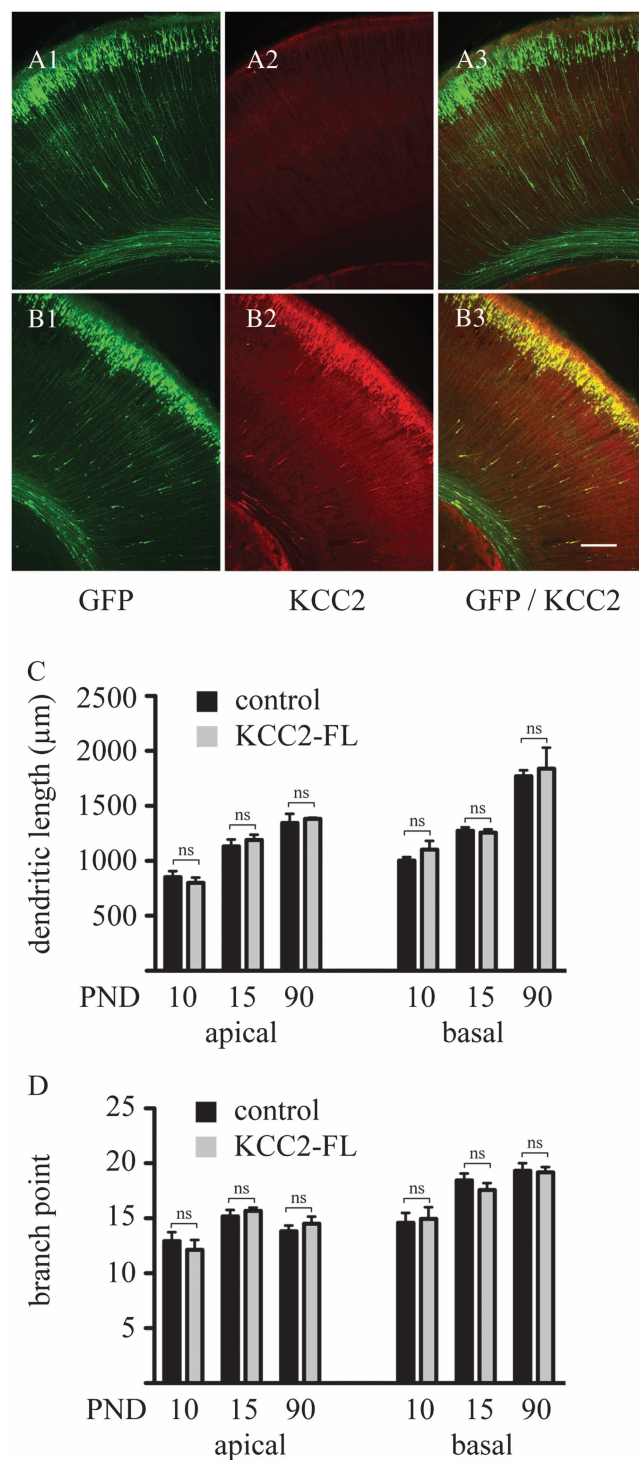 A1 A2 A3
B1 B2 B3
GFP KCC2 GFP / KCC2
C
dendritic length (μm)
2500
2000
1500
1000
500
control
KCC2-FL
ns ns ns ns ns ns
PND 10 15 90 10 15 90
apical basal
D
branch point
25
20
15
10
5
control
KCC2-FL
ns ns ns ns ns ns
PND 10 15 90 10 15 90
apical basal